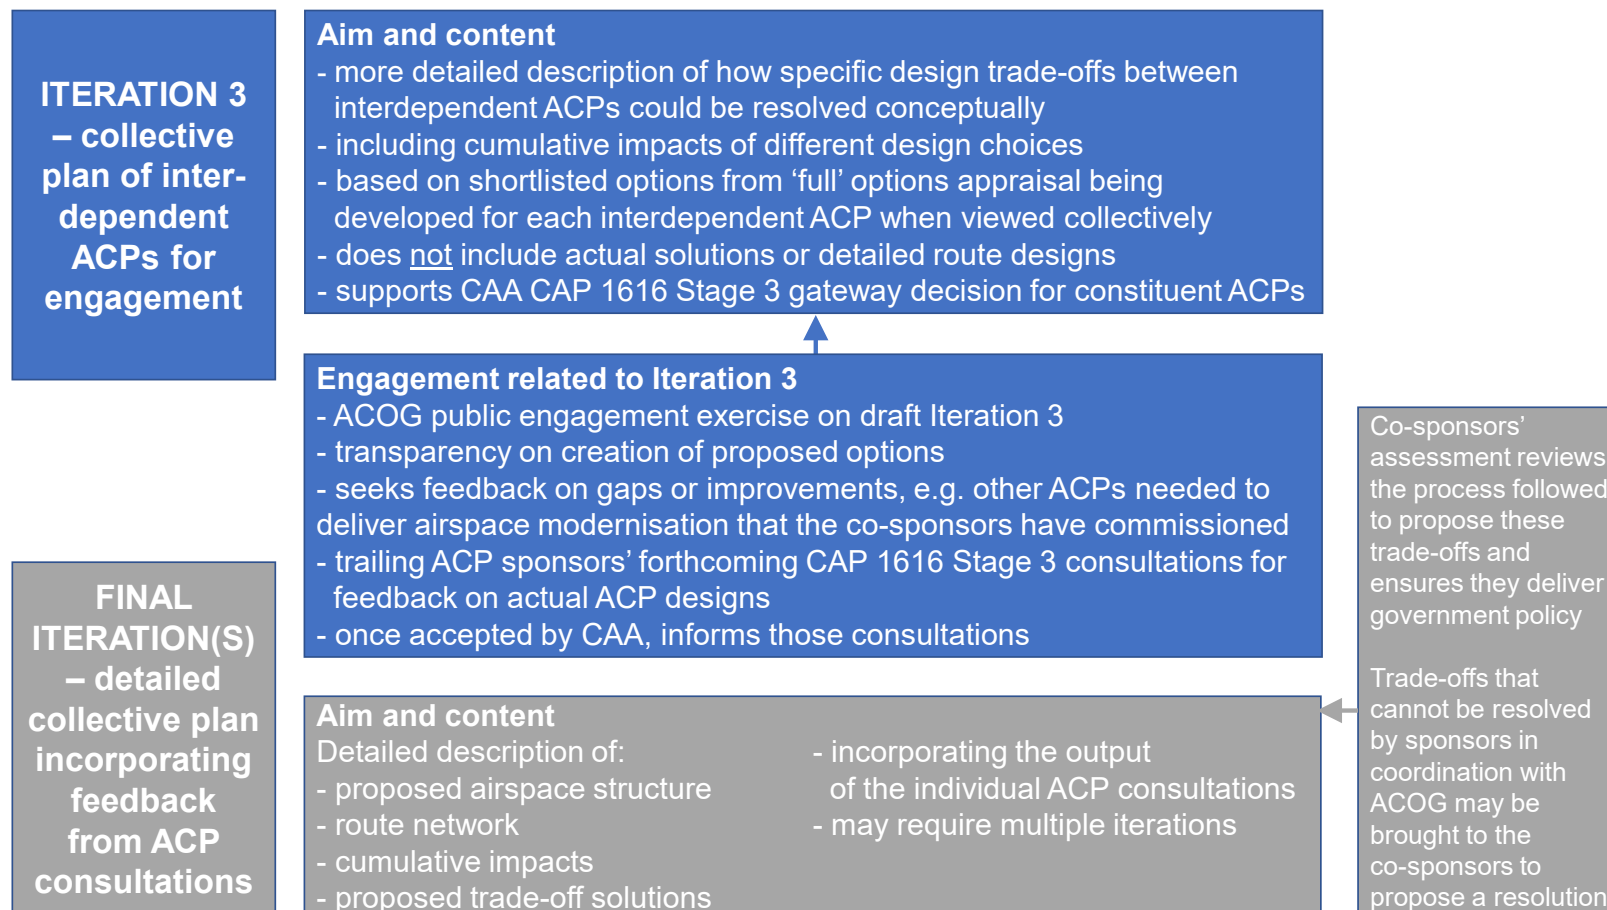 ITERATION 3
– collective
plan of inter-
dependent
ACPs for
engagement
Aim and content
- more detailed description of how specific design trade-offs between
interdependent ACPs could be resolved conceptually
- including cumulative impacts of different design choices
- based on shortlisted options from ‘full’ options appraisal being
developed for each interdependent ACP when viewed collectively
- does not include actual solutions or detailed route designs
- supports CAA CAP 1616 Stage 3 gateway decision for constituent ACPs
Engagement related to Iteration 3
- ACOG public engagement exercise on draft Iteration 3
- transparency on creation of proposed options
- seeks feedback on gaps or improvements, e.g. other ACPs needed to
deliver airspace modernisation that the co-sponsors have commissioned
- trailing ACP sponsors’ forthcoming CAP 1616 Stage 3 consultations for
feedback on actual ACP designs
- once accepted by CAA, informs those consultations
FINAL
ITERATION(S)
– detailed
collective plan
incorporating
feedback
from ACP
consultations
Aim and content
Detailed description of:
- proposed airspace structure
- route network
- cumulative impacts
- proposed trade-off solutions
- incorporating the output
of the individual ACP consultations
- may require multiple iterations
Co-sponsors’
assessment reviews
the process followed
to propose these
trade-offs and
ensures they deliver
government policy
Trade-offs that
cannot be resolved
by sponsors in
coordination with
ACOG may be
brought to the
co-sponsors to
propose a resolution